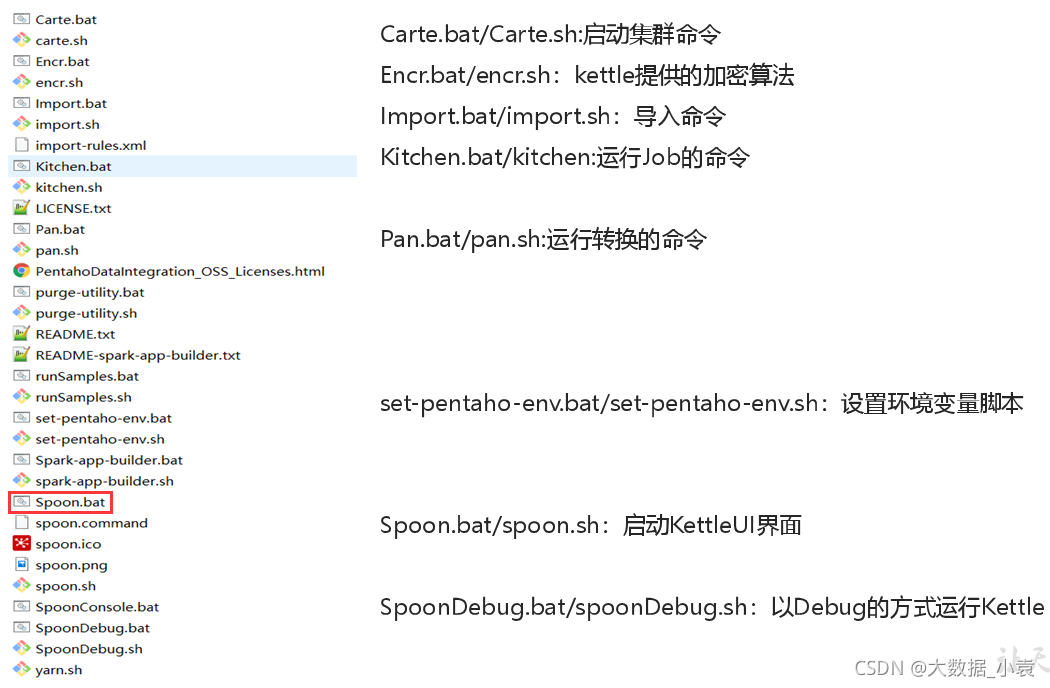 Carte.bat
carte.sh
Encr.bat
encr.sh
Import.bat
import.sh
import-rules.xml
Kitchen.bat
kitchen.sh
LICENSE.txt
Pan.bat
pan.sh
PentahoDataIntegration_OSS_Licenses.html
purge-utility.bat
purge-utility.sh
README.txt
README-spark-app-builder.txt
runSamples.bat
runSamples.sh
set-pentaho-env.bat
set-pentaho-env.sh
Spark-app-builder.bat
spark-app-builder.sh
Spoon.bat
spoon.command
spoon.ico
spoon.png
spoon.sh
SpoonConsole.bat
SpoonDebug.bat
SpoonDebug.sh
yarn.sh
Carte.bat/Carte.sh:启动集群命令
Encr.bat/encr.sh：kettle提供的加密算法
Import.bat/import.sh：导入命令
Kitchen.bat/kitchen:运行Job的命令
Pan.bat/pan.sh:运行转换的命令
set-pentaho-env.bat/set-pentaho-env.sh：设置环境变量脚本
Spoon.bat/spoon.sh：启动KettleUI界面
SpoonDebug.bat/spoonDebug.sh：以Debug的方式运行Kettle
CSDN @大数据_小袁